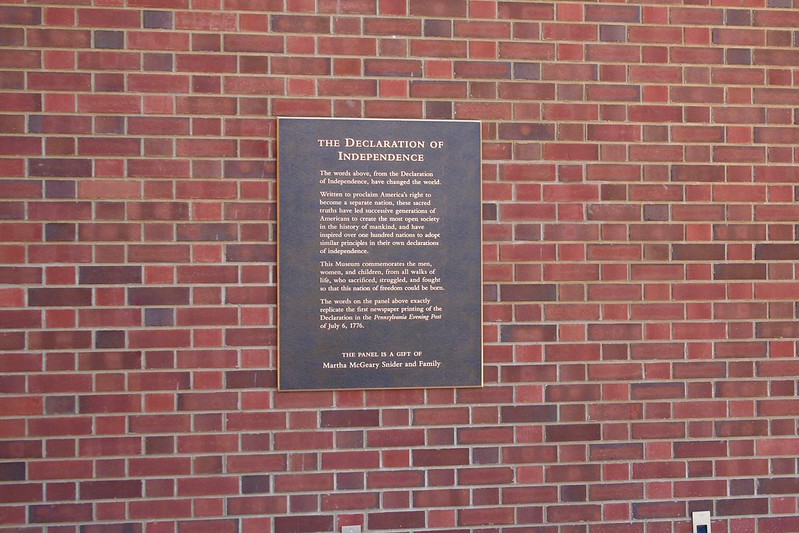 THE DECLARATION OF
INDEPENDENCE
The words above, from the Declaration
of Independence, have changed the world.
Written to proclaim America's right to
become a separate nation, these sacred
truths have led successive generations of
Americans to create the most open society
in the history of mankind, and have
inspired over one hundred nations to adopt
similar principles in their own declarations
of independence.
This Museum commemorates the men,
women, and children, from all walks of
life, who sacrificed, struggled, and fought
so that this nation of freedom could be born.
The words on the panel above exactly
replicate the first newspaper printing of the
Declaration in the Pennsylvania Evening Post
of July 6, 1776.
THE PANEL IS A GIFT OF
Martha McGeary Snider and Family